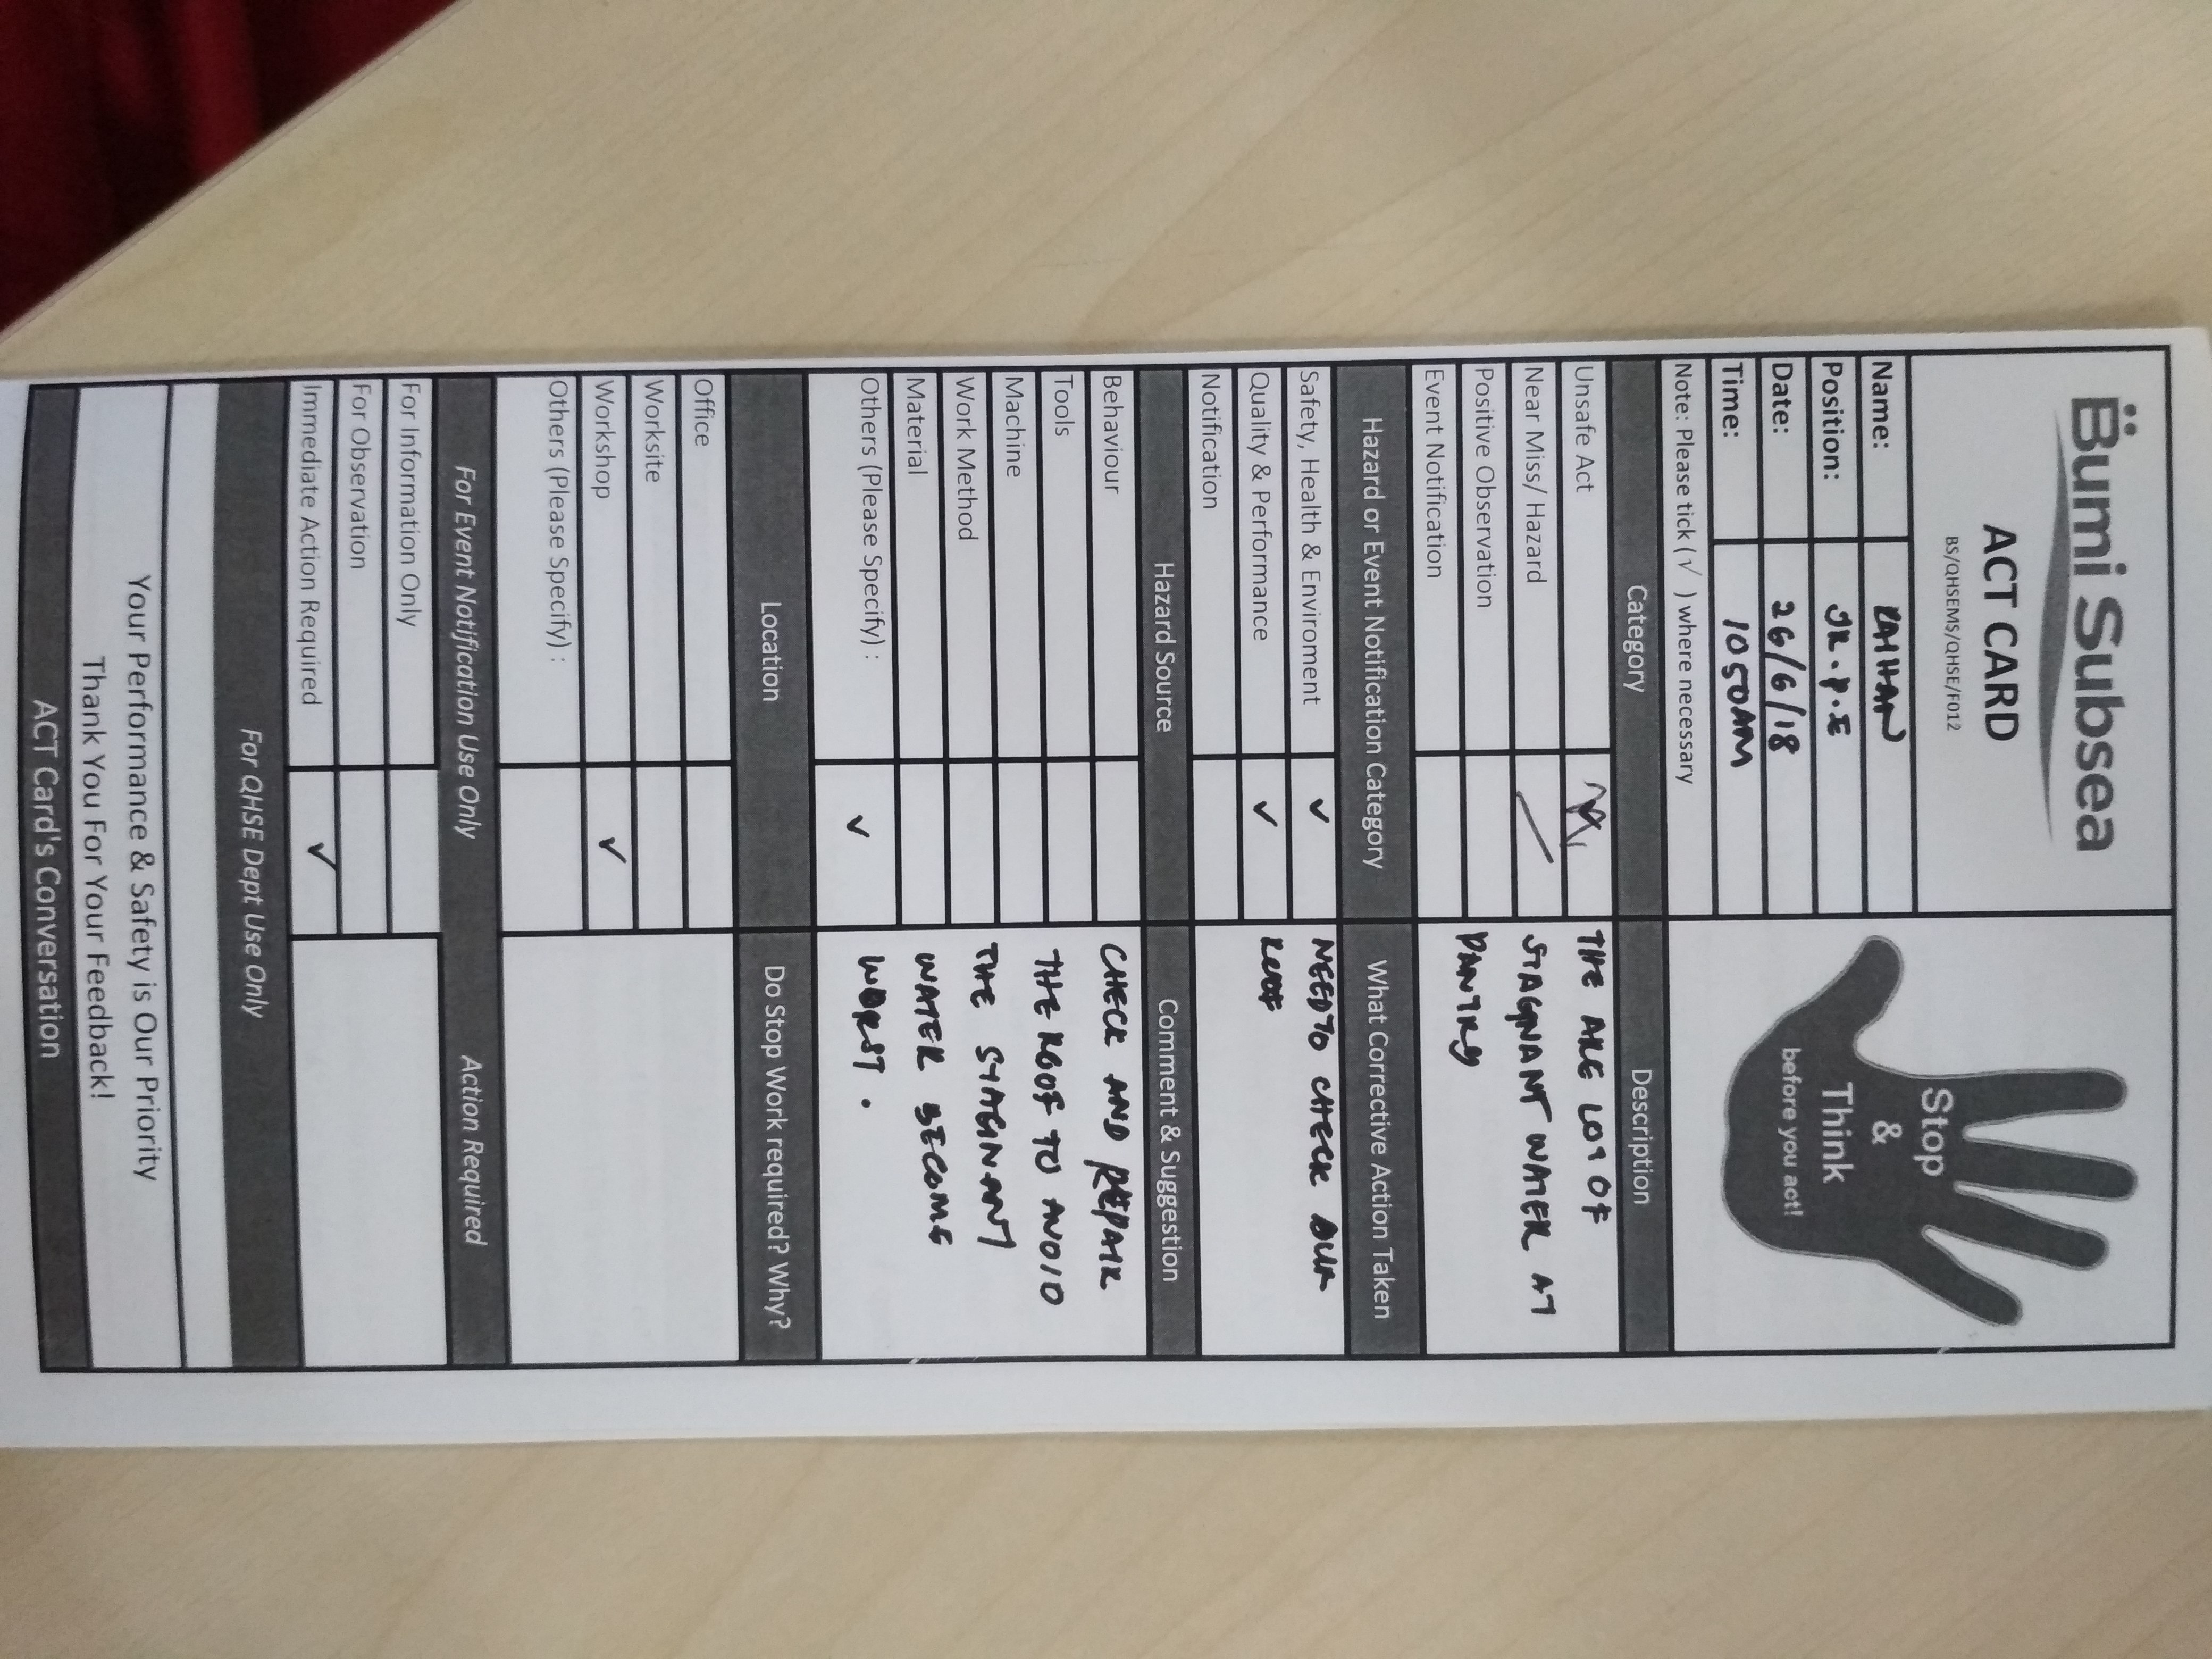 Bumi Subsea
ACT CARD
BS/QHSEMS/QHSE/F012
Stop
&
Think
before you act!
Name:
Position: JR.P.E
Date: 26/6/18
Time: 1050AM
Note: Please tick (√ ) where necessary
Category Description
Unsafe Act THE ARE LOT OF
Near Miss/ Hazard / STAGNANT WATER AT
Positive Observation PANTRY
Event Notification
Hazard or Event Notification Category What Corrective Action Taken
Safety, Health & Enviroment ✓ NEED TO CHECK OUR
Quality & Performance ✓ ROOF
Notification
Hazard Source Comment & Suggestion
Behaviour CHECK AND REPAIR
Tools THE ROOF TO AVOID
Machine THE STAGNANT
Work Method WATER BECOME
Material WORST.
Others (Please Specify) : ✓
Location Do Stop Work required? Why?
Office
Worksite
Workshop ✓
Others (Please Specify) :
For Event Notification Use Only Action Required
For Information Only
For Observation
Immediate Action Required ✓
For QHSE Dept Use Only
Your Performance & Safety is Our Priority
Thank You For Your Feedback!
ACT Card's Conversation